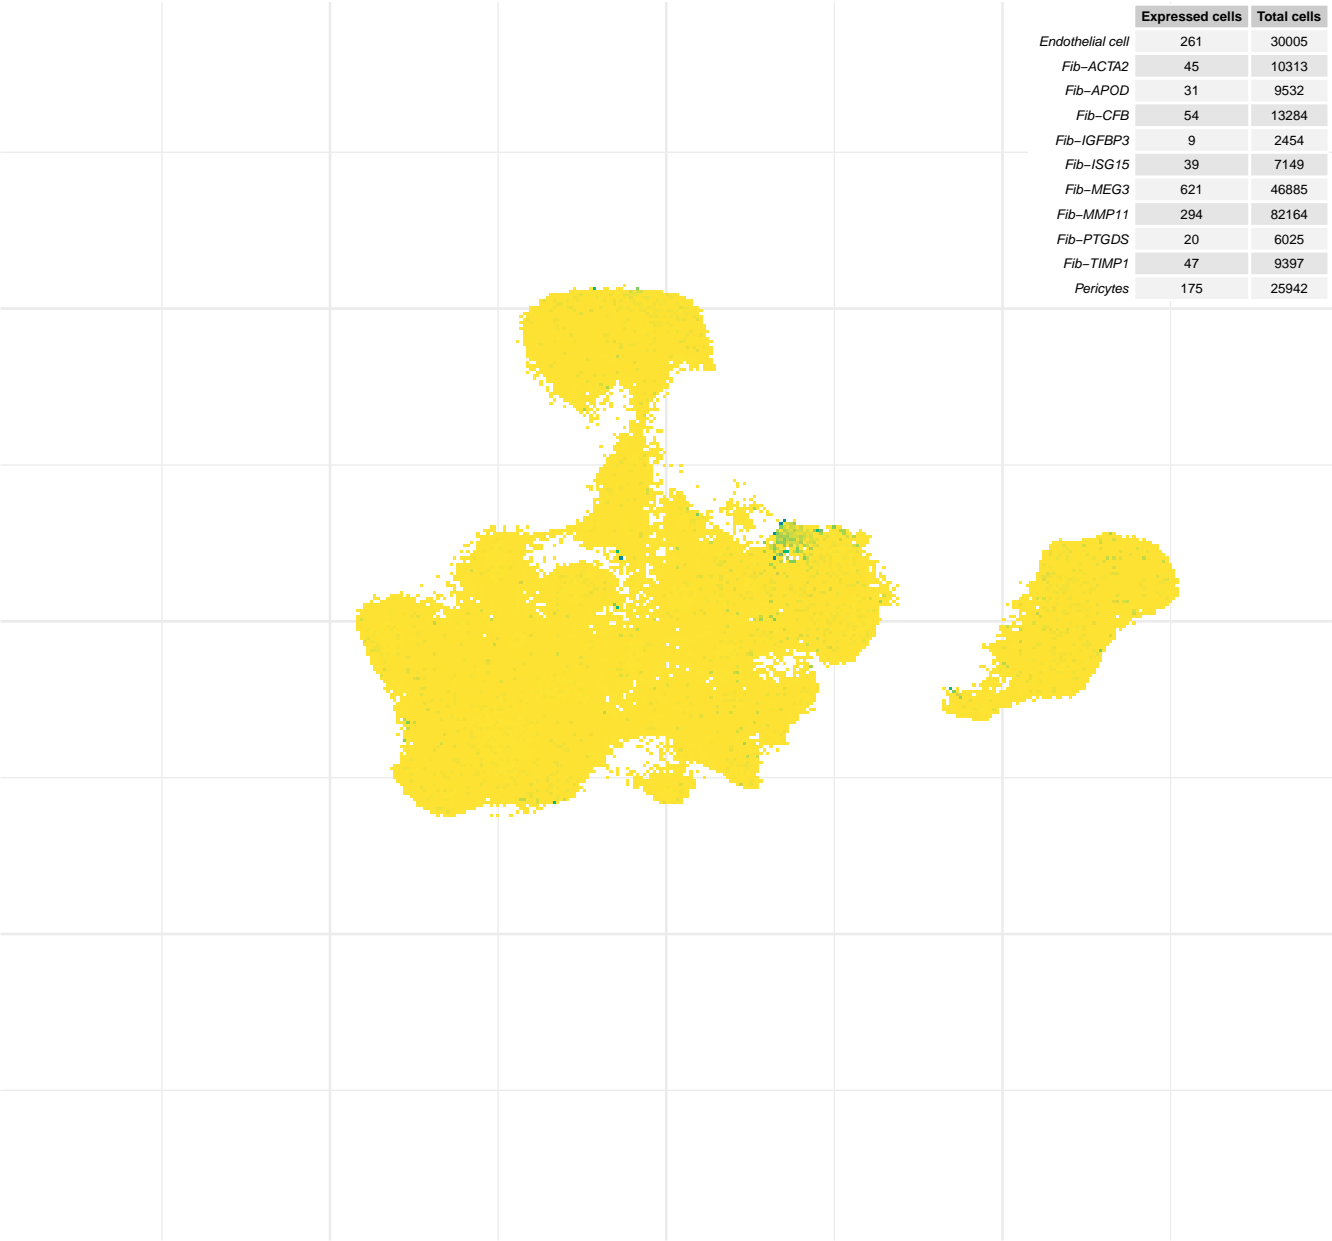 Expressed cells Total cells
Endothelial cell 261 30005
Fib−ACTA2 45 10313
Fib−APOD 31 9532
Fib−CFB 54 13284
Fib−IGFBP3 9 2454
Fib−ISG15 39 7149
Fib−MEG3 621 46885
Fib−MMP11 294 82164
Fib−PTGDS 20 6025
Fib−TIMP1 47 9397
Pericytes 175 25942